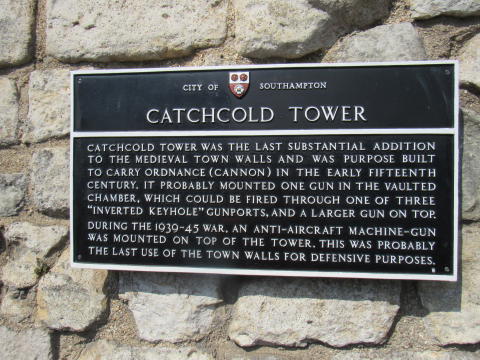 CITY OF SOUTHAMPTON
CATCHCOLD TOWER
CATCHCOLD TOWER WAS THE LAST SUBSTANTIAL ADDITION
TO THE MEDIEVAL TOWN WALLS AND WAS PURPOSE BUILT
TO CARRY ORDNANCE (CANNON) IN THE EARLY FIFTEENTH
CENTURY. IT PROBABLY MOUNTED ONE GUN IN THE VAULTED
CHAMBER, WHICH COULD BE FIRED THROUGH ONE OF THREE
"INVERTED KEYHOLE" GUNPORTS, AND A LARGER GUN ON TOP.
DURING THE 1939-45 WAR, AN ANTI-AIRCRAFT MACHINE-GUN
WAS MOUNTED ON TOP OF THE TOWER. THIS WAS PROBABLY
THE LAST USE OF THE TOWN WALLS FOR DEFENSIVE PURPOSES.